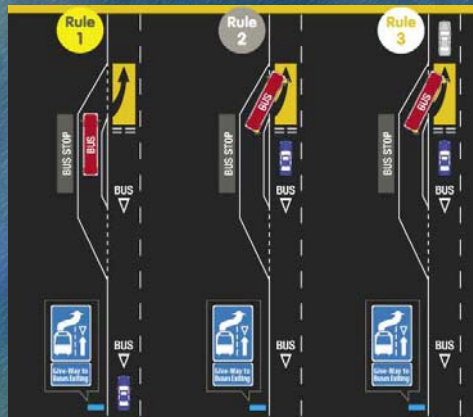 Rule
1
Rule
2
Rule
3
BUS STOP
BUS
BUS
BUS
Give-Way to
Buses Exiting
BUS STOP
BUS
BUS
BUS
Give-Way to
Buses Exiting
BUS STOP
BUS
BUS
BUS
Give-Way to
Buses Exiting